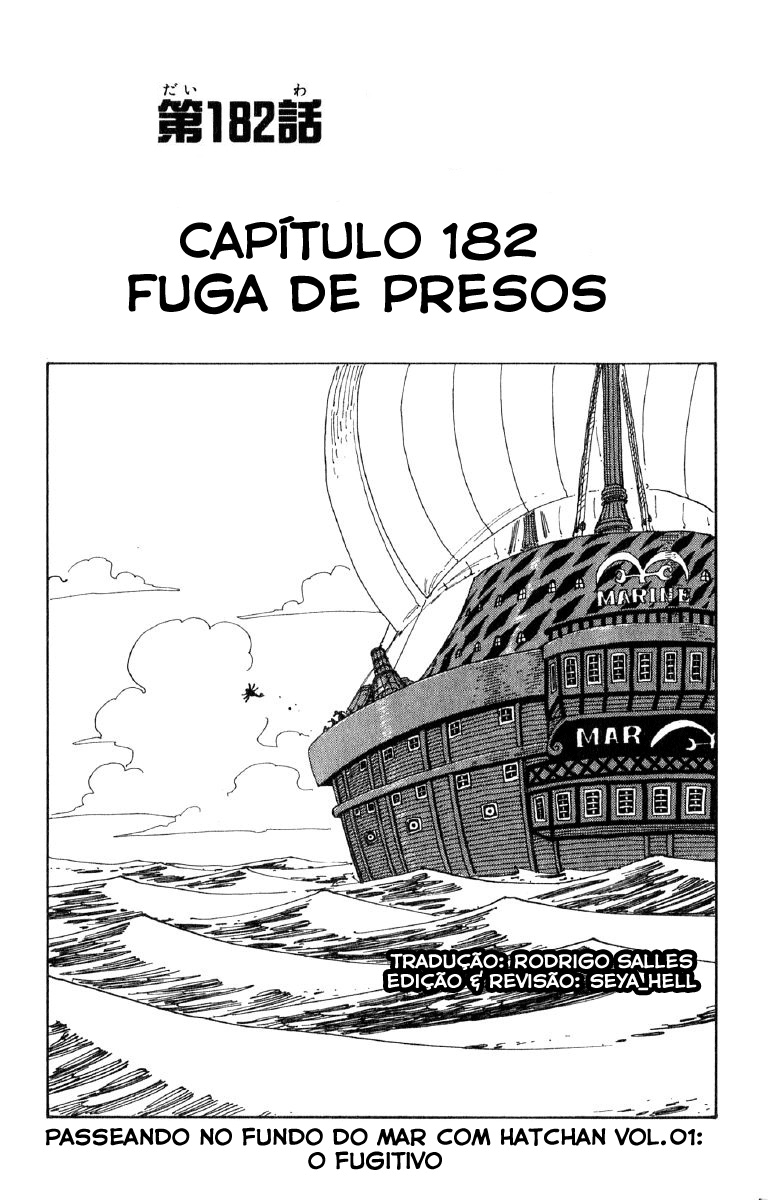 だい わ
第182話
CAPÍTULO 182
FUGA DE PRESOS
MARINE
MAR
TRADUÇÃO: RODRIGO SALLES
EDIÇÃO & REVISÃO: SEYA_HELL
PASSEANDO NO FUNDO DO MAR COM HATCHAN VOL.01:
O FUGITIVO